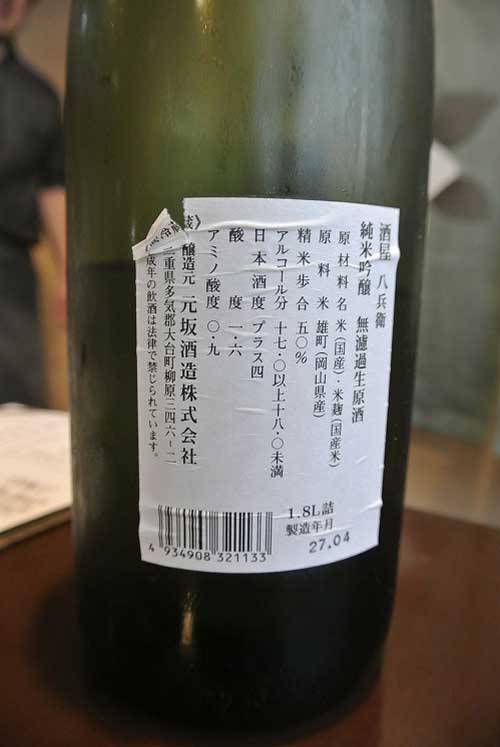 酒屋 八兵衛
純米吟醸 無濾過生原酒
原材料名 米(国産)・米麹(国産米)
原料米 雄町(岡山県産)
精米歩合 五〇%
アルコール分 十七・〇以上十八・〇未満
日本酒度 プラス四
酸度 一・六
アミノ酸度 〇・九
蔵》
醸造元 元坂酒造株式会社
三重県多気郡大台町柳原三四六ー二
歳年の飲酒は法律で禁じられています。
1.8L詰
製造年月
27.04
4 934908 321133